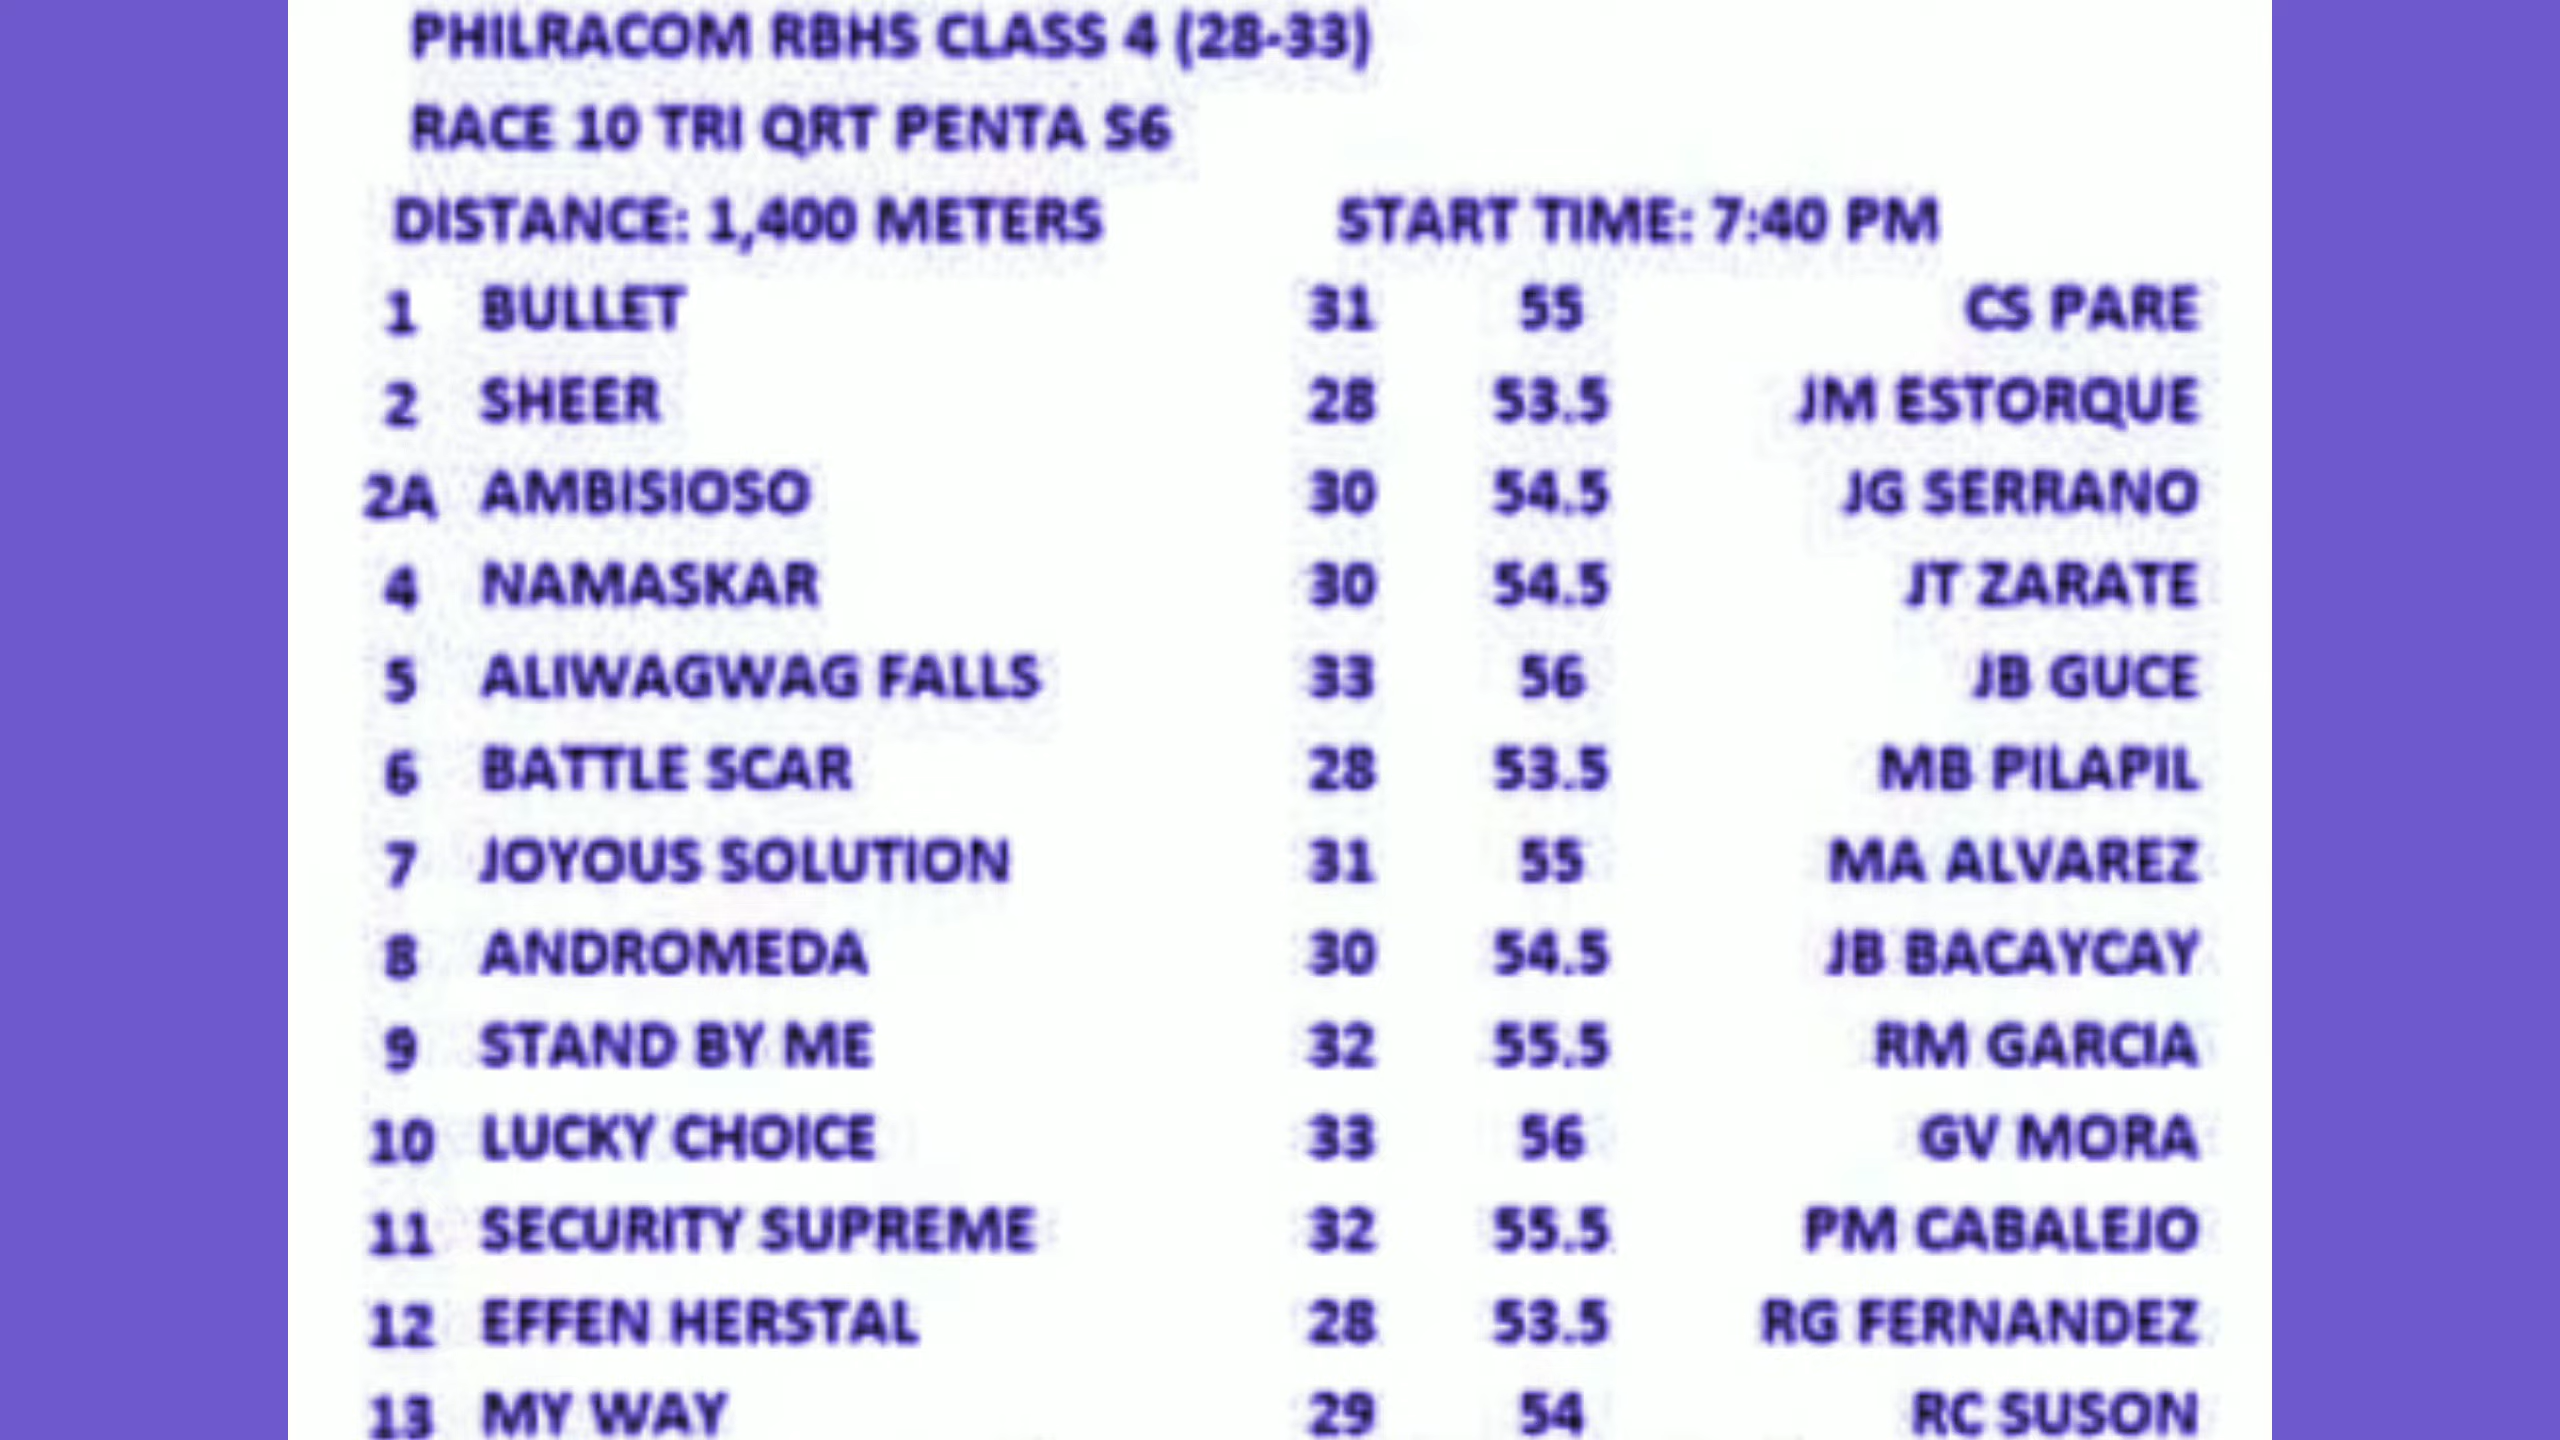 PHILRACOM RBHS CLASS 4 (28-33)
RACE 10 TRI QRT PENTA S6
DISTANCE: 1,400 METERS START TIME: 7:40 PM
1 BULLET 31 55 CS PARE
2 SHEER 28 53.5 JM ESTORQUE
2A AMBISIOSO 30 54.5 JG SERRANO
4 NAMASKAR 30 54.5 JT ZARATE
5 ALIWAGWAG FALLS 33 56 JB GUCE
6 BATTLE SCAR 28 53.5 MB PILAPIL
7 JOYOUS SOLUTION 31 55 MA ALVAREZ
8 ANDROMEDA 30 54.5 JB BACAYCAY
9 STAND BY ME 32 55.5 RM GARCIA
10 LUCKY CHOICE 33 56 GV MORA
11 SECURITY SUPREME 32 55.5 PM CABALEJO
12 EFFEN HERSTAL 28 53.5 RG FERNANDEZ
13 MY WAY 29 54 RC SUSON